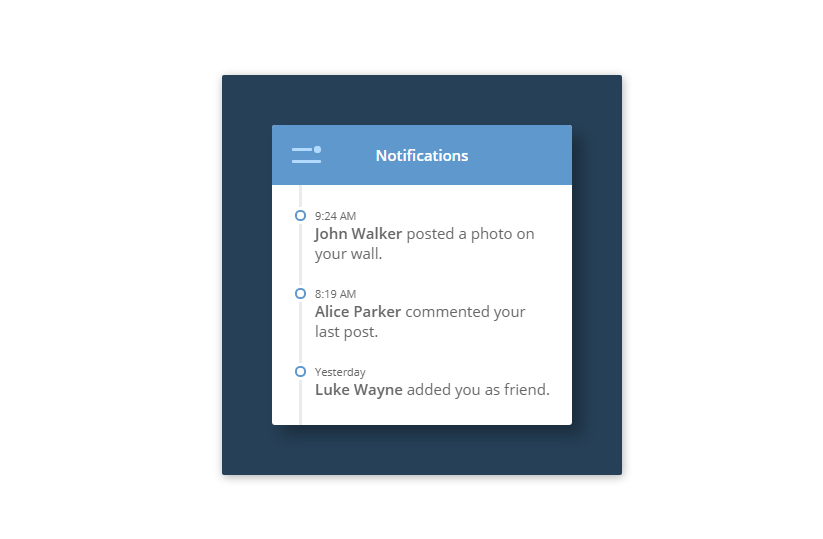 Notifications
9:24 AM
John Walker posted a photo on
your wall.
8:19 AM
Alice Parker commented your
last post.
Yesterday
Luke Wayne added you as friend.